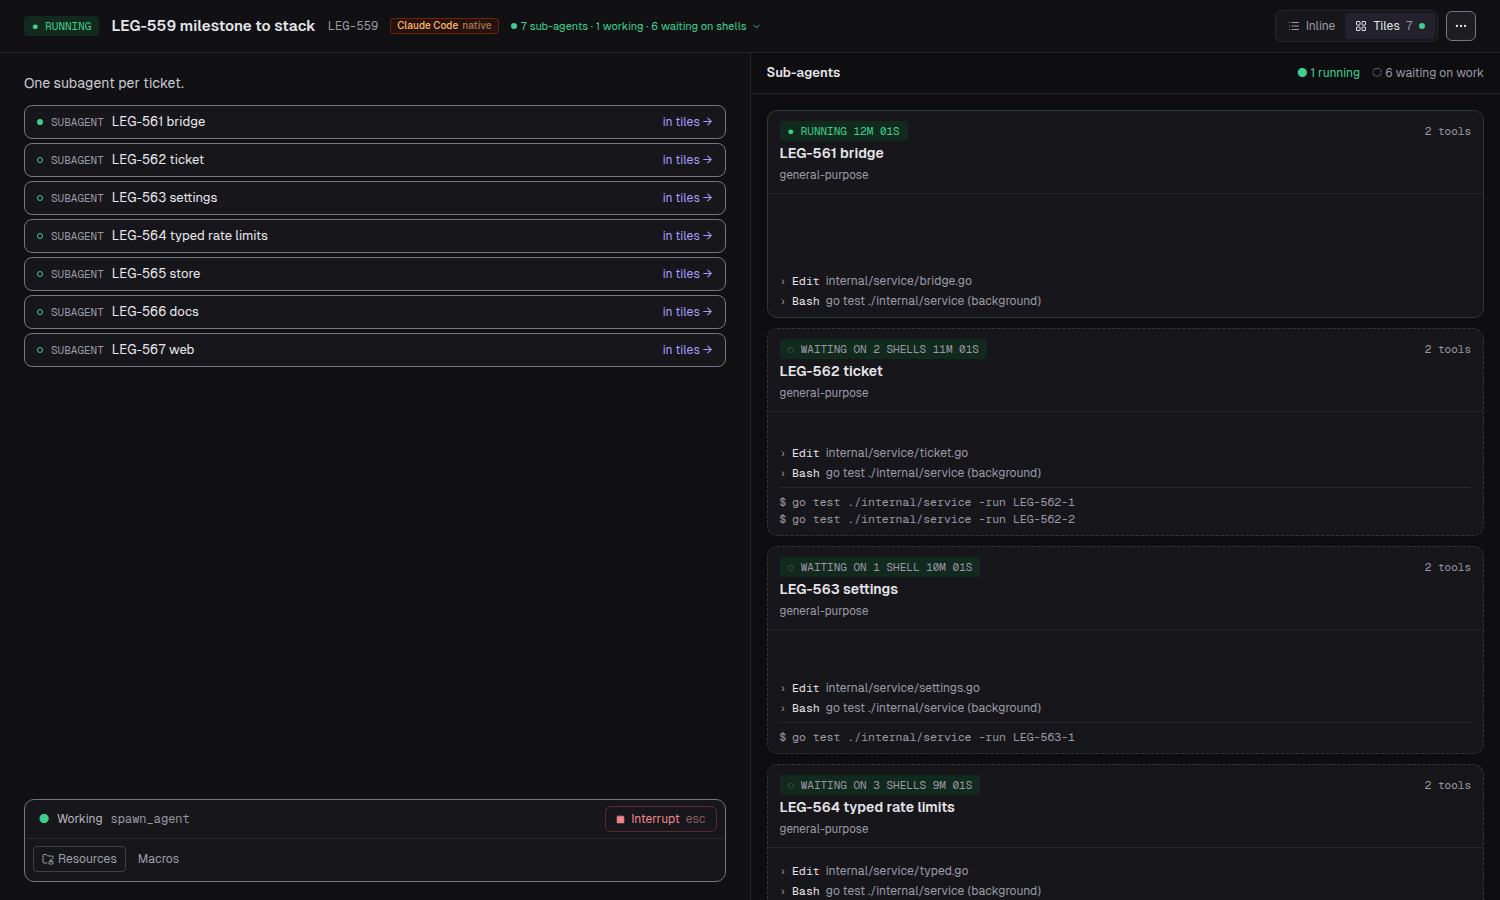 RUNNING LEG-559 milestone to stack LEG-559 Claude Code native 7 sub-agents · 1 working · 6 waiting on shells
Inline Tiles 7
One subagent per ticket.
SUBAGENT LEG-561 bridge in tiles →
SUBAGENT LEG-562 ticket in tiles →
SUBAGENT LEG-563 settings in tiles →
SUBAGENT LEG-564 typed rate limits in tiles →
SUBAGENT LEG-565 store in tiles →
SUBAGENT LEG-566 docs in tiles →
SUBAGENT LEG-567 web in tiles →
Working spawn_agent Interrupt esc
Resources Macros
Sub-agents 1 running 6 waiting on work
RUNNING 12M 01S 2 tools
LEG-561 bridge
general-purpose
› Edit internal/service/bridge.go
› Bash go test ./internal/service (background)
WAITING ON 2 SHELLS 11M 01S 2 tools
LEG-562 ticket
general-purpose
› Edit internal/service/ticket.go
› Bash go test ./internal/service (background)
$ go test ./internal/service -run LEG-562-1
$ go test ./internal/service -run LEG-562-2
WAITING ON 1 SHELL 10M 01S 2 tools
LEG-563 settings
general-purpose
› Edit internal/service/settings.go
› Bash go test ./internal/service (background)
$ go test ./internal/service -run LEG-563-1
WAITING ON 3 SHELLS 9M 01S 2 tools
LEG-564 typed rate limits
general-purpose
› Edit internal/service/typed.go
› Bash go test ./internal/service (background)